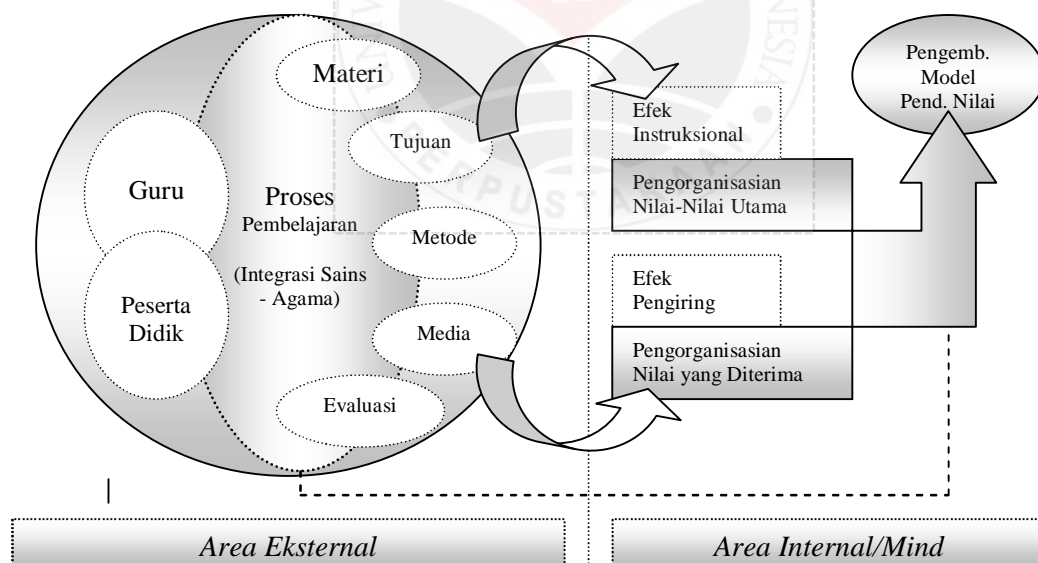 Materi
Tujuan
Guru
Proses
Pembelajaran
(Integrasi Sains
- Agama)
Metode
Peserta
Didik
Media
Evaluasi
Efek
Instruksional
Pengorganisasian
Nilai-Nilai Utama
Efek
Pengiring
Pengorganisasian
Nilai yang Diterima
Pengemb.
Model
Pend. Nilai
Area Eksternal
Area Internal/Mind
PERPUSTAKAAN